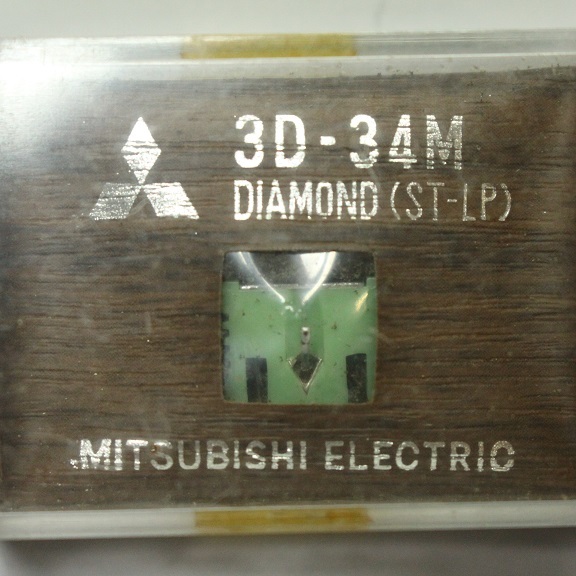 3D-34M
DIAMOND (ST-LP)
MITSUBISHI ELECTRIC